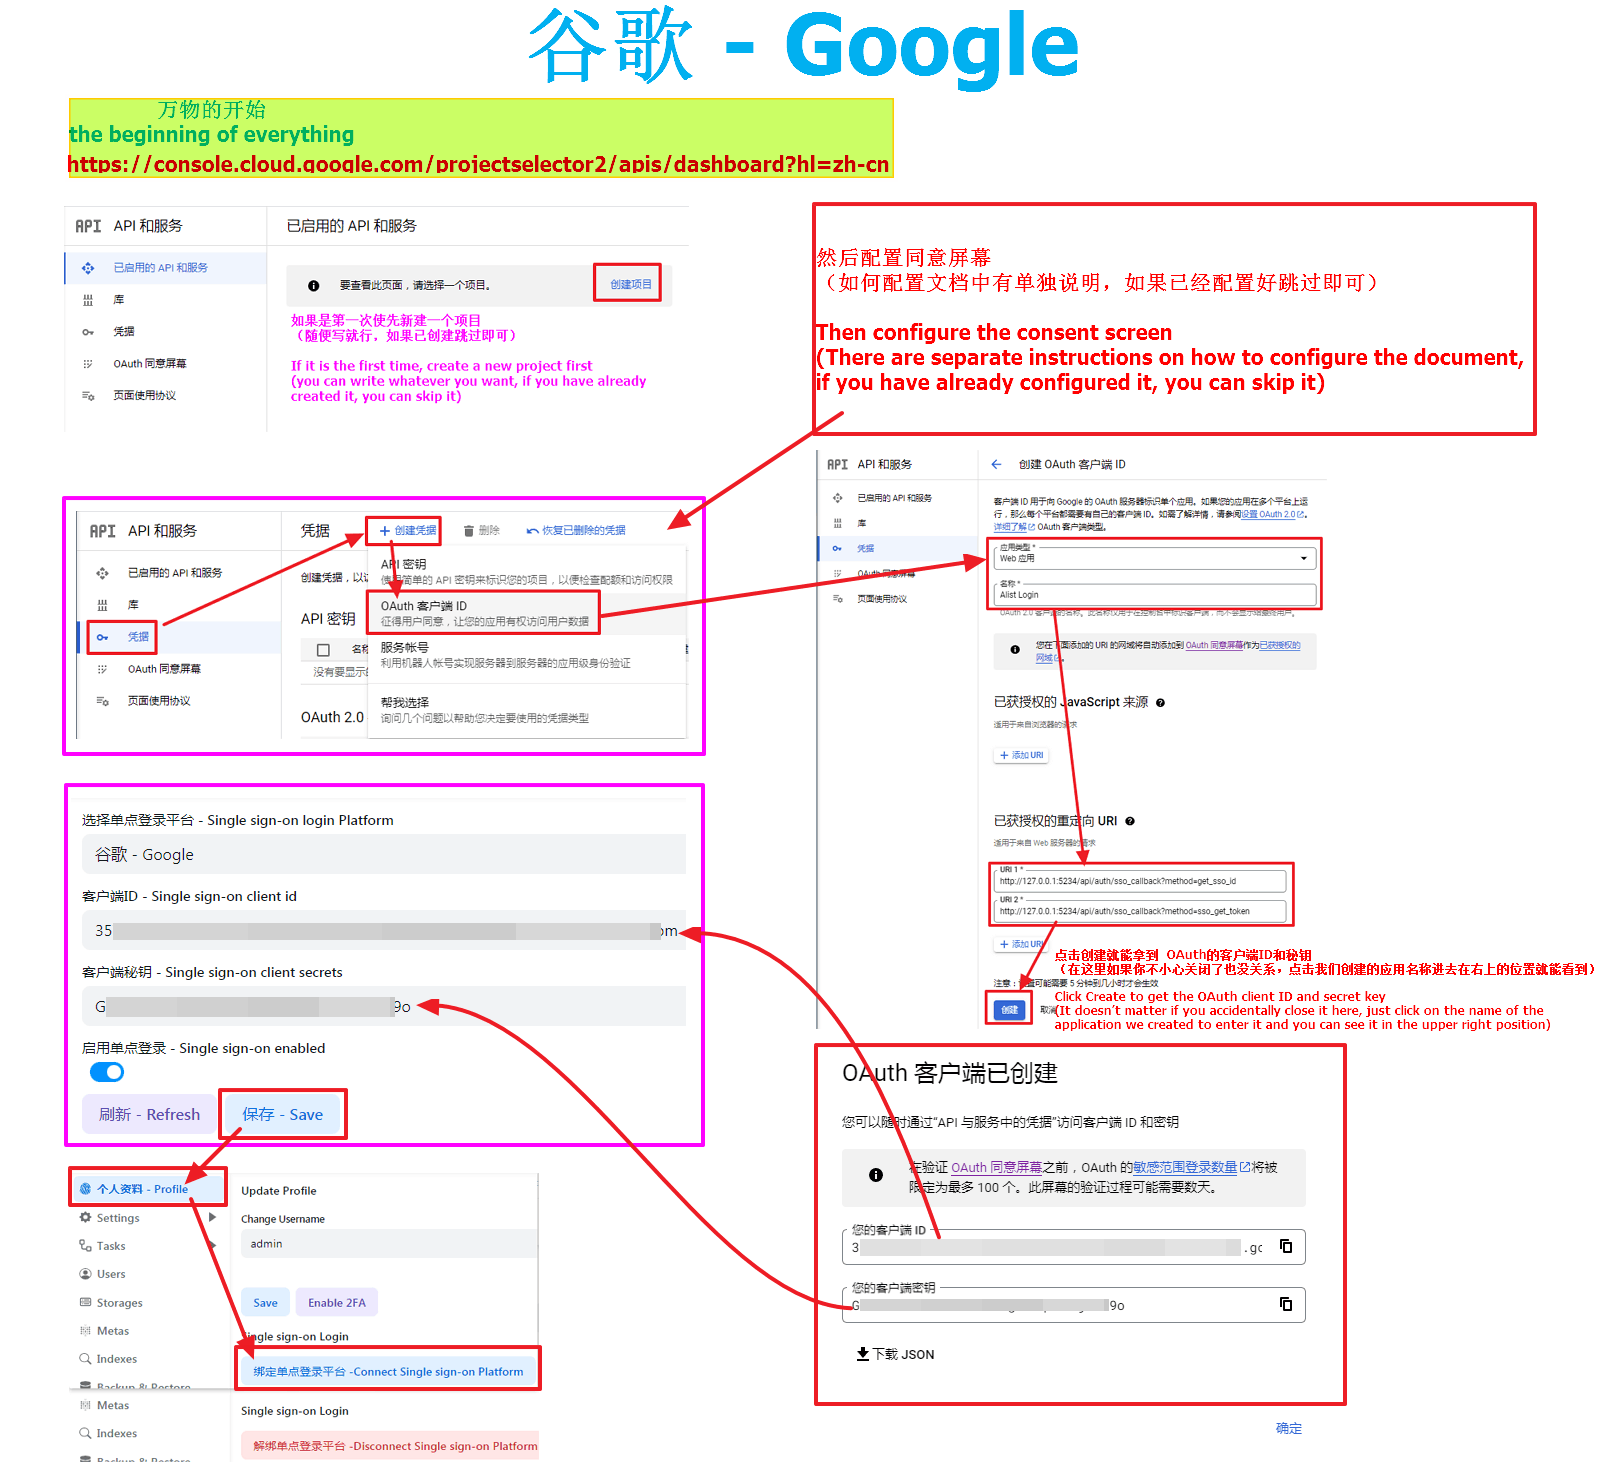 谷歌 - Google
万物的开始
the beginning of everything
https://console.cloud.google.com/projectselector2/apis/dashboard?hl=zh-cn
API API 和服务
已启用的 API 和服务
库
凭据
OAuth 同意屏幕
页面使用协议
已启用的 API 和服务
要查看此页面，请选择一个项目。
创建项目
如果是第一次使先新建一个项目
（随便写就行，如果已创建跳过即可）
If it is the first time, create a new project first
(you can write whatever you want, if you have already
created it, you can skip it)
然后配置同意屏幕
（如何配置文档中有单独说明，如果已经配置好跳过即可）
Then configure the consent screen
(There are separate instructions on how to configure the document,
if you have already configured it, you can skip it)
API API 和服务
已启用的 API 和服务
库
凭据
OAuth 同意屏幕
页面使用协议
凭据
创建凭据
删除
恢复已删除的凭据
创建凭据，以
API 密钥
没有要显示
OAuth 2.0
API 密钥
使用简单的 API 密钥来标识您的项目，以便检查配额和访问权限
OAuth 客户端 ID
征得用户同意，让您的应用有权访问用户数据
服务帐号
利用机器人帐号实现服务器到服务器的应用级身份验证
帮我选择
询问几个问题以帮助您决定要使用的凭据类型
API API 和服务
已启用的 API 和服务
库
凭据
OAuth 同意屏幕
页面使用协议
创建 OAuth 客户端 ID
客户端 ID 用于向 Google 的 OAuth 服务器标识单个应用。如果您的应用在多个平台上运
行，那么每个平台都需要有自己的客户端 ID。如需了解详情，请参阅设置 OAuth 2.0。
详细了解 OAuth 客户端类型。
应用类型 *
Web 应用
名称 *
Alist Login
OAuth 2.0 客户端的名称。此名称仅用于在控制台中标识客户端，而不会显示给最终用户。
您在下面添加的 URI 的网域将自动添加到 OAuth 同意屏幕作为已获授权的
网域。
已获授权的 JavaScript 来源
适用于来自浏览器的请求
添加 URI
已获授权的重定向 URI
适用于来自 Web 服务器的请求
URI 1 *
http://127.0.0.1:5234/api/auth/sso_callback?method=get_sso_id
URI 2 *
http://127.0.0.1:5234/api/auth/sso_callback?method=sso_get_token
添加 URI
注意：设置可能需要 5 分钟到几小时才会生效
创建
取消
点击创建就能拿到 OAuth的客户端ID和秘钥
（在这里如果你不小心关闭了也没关系，点击我们创建的应用名称进去在右上的位置就能看到）
Click Create to get the OAuth client ID and secret key
(It doesn't matter if you accidentally close it here, just click on the name of the
application we created to enter it and you can see it in the upper right position)
选择单点登录平台 - Single sign-on login Platform
谷歌 - Google
客户端ID - Single sign-on client id
35 om
客户端秘钥 - Single sign-on client secrets
G 9o
启用单点登录 - Single sign-on enabled
刷新 - Refresh
保存 - Save
OAuth 客户端已创建
您可以随时通过“API 与服务中的凭据”访问客户端 ID 和密钥
在验证 OAuth 同意屏幕之前，OAuth 的敏感范围登录数量将被
限定为最多 100 个。此屏幕的验证过程可能需要数天。
您的客户端 ID
3 .gc
您的客户端密钥
G 9o
下载 JSON
确定
个人资料 - Profile
Settings
Tasks
Users
Storages
Metas
Indexes
Backup & Restore
Metas
Indexes
Backup & Restore
Update Profile
Change Username
admin
Save
Enable 2FA
Single sign-on Login
绑定单点登录平台 -Connect Single sign-on Platform
Single sign-on Login
解绑单点登录平台 -Disconnect Single sign-on Platform